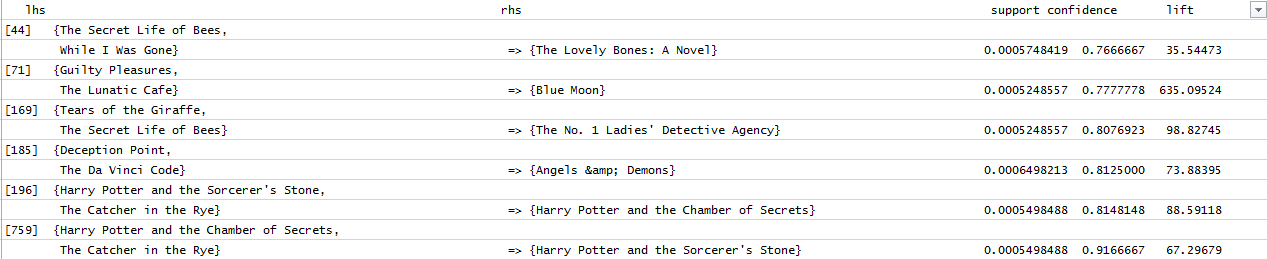 lhs rhs support confidence lift
[44] {The Secret Life of Bees,
While I Was Gone} => {The Lovely Bones: A Novel} 0.0005748419 0.7666667 35.54473
[71] {Guilty Pleasures,
The Lunatic Cafe} => {Blue Moon} 0.0005248557 0.7777778 635.09524
[169] {Tears of the Giraffe,
The Secret Life of Bees} => {The No. 1 Ladies' Detective Agency} 0.0005248557 0.8076923 98.82745
[185] {Deception Point,
The Da Vinci Code} => {Angels &amp; Demons} 0.0006498213 0.8125000 73.88395
[196] {Harry Potter and the Sorcerer's Stone,
The Catcher in the Rye} => {Harry Potter and the Chamber of Secrets} 0.0005498488 0.8148148 88.59118
[759] {Harry Potter and the Chamber of Secrets,
The Catcher in the Rye} => {Harry Potter and the Sorcerer's Stone} 0.0005498488 0.9166667 67.29679